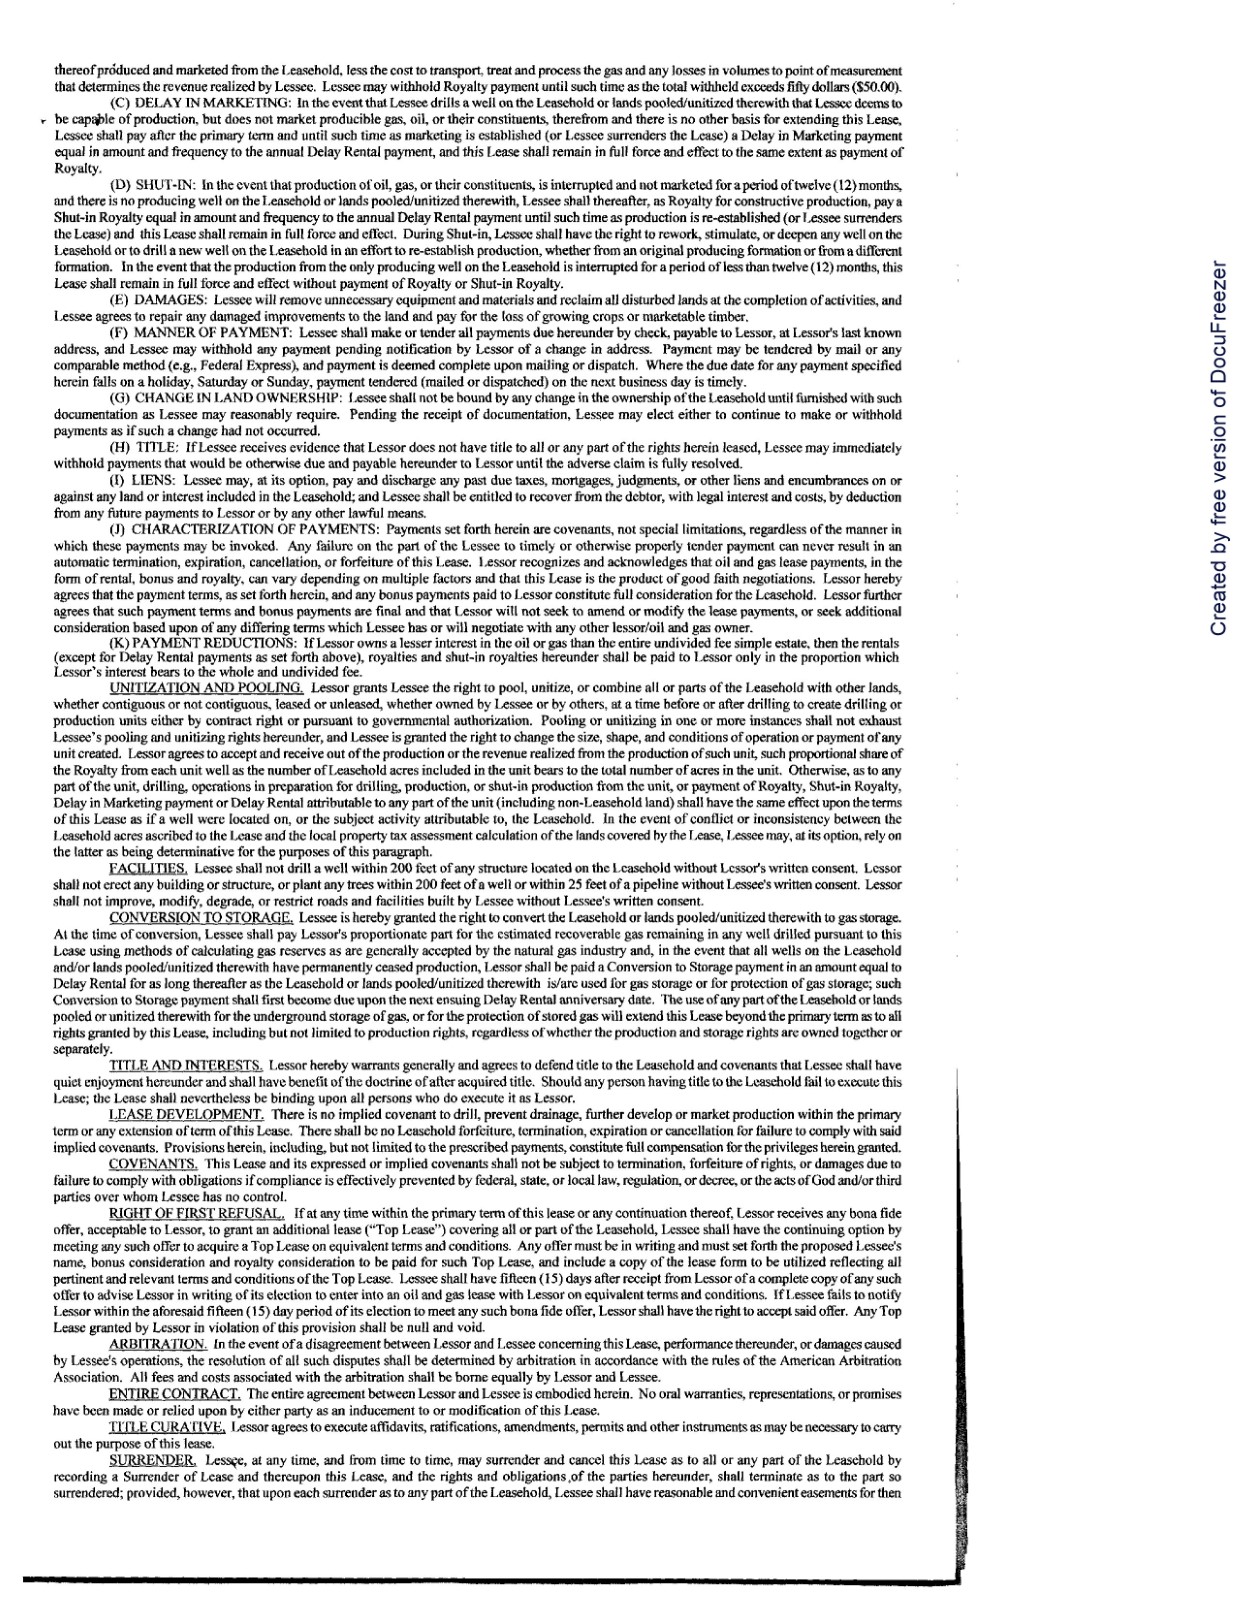 thereof produced and marketed from the Leasehold, less the cost to transport, treat and process the gas and any losses in volumes to point of measurement
that determines the revenue realized by Lessee. Lessee may withhold Royalty payment until such time as the total withheld exceeds fifty dollars ($50.00).
(C) DELAY IN MARKETING: In the event that Lessee drills a well on the Leasehold or lands pooled/unitized therewith that Lessee deems to
be capable of production, but does not market producible gas, oil, or their constituents, therefrom and there is no other basis for extending this Lease,
Lessee shall pay after the primary term and until such time as marketing is established (or Lessee surrenders the Lease) a Delay in Marketing payment
equal in amount and frequency to the annual Delay Rental payment, and this Lease shall remain in full force and effect to the same extent as payment of
Royalty.
(D) SHUT-IN: In the event that production of oil, gas, or their constituents, is interrupted and not marketed for a period of twelve (12) months,
and there is no producing well on the Leasehold or lands pooled/unitized therewith, Lessee shall thereafter, as Royalty for constructive production, pay a
Shut-in Royalty equal in amount and frequency to the annual Delay Rental payment until such time as production is re-established (or Lessee surrenders
the Lease) and this Lease shall remain in full force and effect. During Shut-in, Lessee shall have the right to rework, stimulate, or deepen any well on the
Leasehold or to drill a new well on the Leasehold in an effort to re-establish production, whether from an original producing formation or from a different
formation. In the event that the production from the only producing well on the Leasehold is interrupted for a period of less than twelve (12) months, this
Lease shall remain in full force and effect without payment of Royalty or Shut-in Royalty.
(E) DAMAGES: Lessee will remove unnecessary equipment and materials and reclaim all disturbed lands at the completion of activities, and
Lessee agrees to repair any damaged improvements to the land and pay for the loss of growing crops or marketable timber.
(F) MANNER OF PAYMENT: Lessee shall make or tender all payments due hereunder by check, payable to Lessor, at Lessor's last known
address, and Lessee may withhold any payment pending notification by Lessor of a change in address. Payment may be tendered by mail or any
comparable method (e.g., Federal Express), and payment is deemed complete upon mailing or dispatch. Where the due date for any payment specified
herein falls on a holiday, Saturday or Sunday, payment tendered (mailed or dispatched) on the next business day is timely.
(G) CHANGE IN LAND OWNERSHIP: Lessee shall not be bound by any change in the ownership of the Leasehold until furnished with such
documentation as Lessee may reasonably require. Pending the receipt of documentation, Lessee may elect either to continue to make or withhold
payments as if such a change had not occurred.
(H) TITLE: If Lessee receives evidence that Lessor does not have title to all or any part of the rights herein leased, Lessee may immediately
withhold payments that would be otherwise due and payable hereunder to Lessor until the adverse claim is fully resolved.
(I) LIENS: Lessee may, at its option, pay and discharge any past due taxes, mortgages, judgments, or other liens and encumbrances on or
against any land or interest included in the Leasehold; and Lessee shall be entitled to recover from the debtor, with legal interest and costs, by deduction
from any future payments to Lessor or by any other lawful means.
(J) CHARACTERIZATION OF PAYMENTS: Payments set forth herein are covenants, not special limitations, regardless of the manner in
which these payments may be invoked. Any failure on the part of the Lessee to timely or otherwise properly tender payment can never result in an
automatic termination, expiration, cancellation, or forfeiture of this Lease. Lessor recognizes and acknowledges that oil and gas lease payments, in the
form of rental, bonus and royalty, can vary depending on multiple factors and that this Lease is the product of good faith negotiations. Lessor hereby
agrees that the payment terms, as set forth herein, and any bonus payments paid to Lessor constitute full consideration for the Leasehold. Lessor further
agrees that such payment terms and bonus payments are final and that Lessor will not seek to amend or modify the lease payments, or seek additional
consideration based upon of any differing terms which Lessee has or will negotiate with any other lessor/oil and gas owner.
(K) PAYMENT REDUCTIONS: If Lessor owns a lesser interest in the oil or gas than the entire undivided fee simple estate, then the rentals
(except for Delay Rental payments as set forth above), royalties and shut-in royalties hereunder shall be paid to Lessor only in the proportion which
Lessor's interest bears to the whole and undivided fee.
UNITIZATION AND POOLING. Lessor grants Lessee the right to pool, unitize, or combine all or parts of the Leasehold with other lands,
whether contiguous or not contiguous, leased or unleased, whether owned by Lessee or by others, at a time before or after drilling to create drilling or
production units either by contract right or pursuant to governmental authorization. Pooling or unitizing in one or more instances shall not exhaust
Lessee's pooling and unitizing rights hereunder, and Lessee is granted the right to change the size, shape, and conditions of operation or payment of any
unit created. Lessor agrees to accept and receive out of the production or the revenue realized from the production of such unit, such proportional share of
the Royalty from each unit well as the number of Leasehold acres included in the unit bears to the total number of acres in the unit. Otherwise, as to any
part of the unit, drilling, operations in preparation for drilling, production, or shut-in production from the unit, or payment of Royalty, Shut-in Royalty,
Delay in Marketing payment or Delay Rental attributable to any part of the unit (including non-Leasehold land) shall have the same effect upon the terms
of this Lease as if a well were located on, or the subject activity attributable to, the Leasehold. In the event of conflict or inconsistency between the
Leasehold acres ascribed to the Lease and the local property tax assessment calculation of the lands covered by the Lease, Lessee may, at its option, rely on
the latter as being determinative for the purposes of this paragraph.
FACILITIES. Lessee shall not drill a well within 200 feet of any structure located on the Leasehold without Lessor's written consent. Lessor
shall not erect any building or structure, or plant any trees within 200 feet of a well or within 25 feet of a pipeline without Lessee's written consent. Lessor
shall not improve, modify, degrade, or restrict roads and facilities built by Lessee without Lessee's written consent.
CONVERSION TO STORAGE. Lessee is hereby granted the right to convert the Leasehold or lands pooled/unitized therewith to gas storage.
At the time of conversion, Lessee shall pay Lessor's proportionate part for the estimated recoverable gas remaining in any well drilled pursuant to this
Lease using methods of calculating gas reserves as are generally accepted by the natural gas industry and, in the event that all wells on the Leasehold
and/or lands pooled/unitized therewith have permanently ceased production, Lessor shall be paid a Conversion to Storage payment in an amount equal to
Delay Rental for as long thereafter as the Leasehold or lands pooled/unitized therewith is/are used for gas storage or for protection of gas storage; such
Conversion to Storage payment shall first become due upon the next ensuing Delay Rental anniversary date. The use of any part of the Leasehold or lands
pooled or unitized therewith for the underground storage of gas, or for the protection of stored gas will extend this Lease beyond the primary term as to all
rights granted by this Lease, including but not limited to production rights, regardless of whether the production and storage rights are owned together or
separately.
TITLE AND INTERESTS. Lessor hereby warrants generally and agrees to defend title to the Leasehold and covenants that Lessee shall have
quiet enjoyment hereunder and shall have benefit of the doctrine of after acquired title. Should any person having title to the Leasehold fail to execute this
Lease; the Lease shall nevertheless be binding upon all persons who do execute it as Lessor.
LEASE DEVELOPMENT. There is no implied covenant to drill, prevent drainage, further develop or market production within the primary
term or any extension of term of this Lease. There shall be no Leasehold forfeiture, termination, expiration or cancellation for failure to comply with said
implied covenants. Provisions herein, including, but not limited to the prescribed payments, constitute full compensation for the privileges herein granted.
COVENANTS. This Lease and its expressed or implied covenants shall not be subject to termination, forfeiture of rights, or damages due to
failure to comply with obligations if compliance is effectively prevented by federal, state, or local law, regulation, or decree, or the acts of God and/or third
parties over whom Lessee has no control.
RIGHT OF FIRST REFUSAL. If at any time within the primary term of this lease or any continuation thereof, Lessor receives any bona fide
offer, acceptable to Lessor, to grant an additional lease ("Top Lease") covering all or part of the Leasehold, Lessee shall have the continuing option by
meeting any such offer to acquire a Top Lease on equivalent terms and conditions. Any offer must be in writing and must set forth the proposed Lessee's
name, bonus consideration and royalty consideration to be paid for such Top Lease, and include a copy of the lease form to be utilized reflecting all
pertinent and relevant terms and conditions of the Top Lease. Lessee shall have fifteen (15) days after receipt from Lessor of a complete copy of any such
offer to advise Lessor in writing of its election to enter into an oil and gas lease with Lessor on equivalent terms and conditions. If Lessee fails to notify
Lessor within the aforesaid fifteen (15) day period of its election to meet any such bona fide offer, Lessor shall have the right to accept said offer. Any Top
Lease granted by Lessor in violation of this provision shall be null and void.
ARBITRATION. In the event of a disagreement between Lessor and Lessee concerning this Lease, performance thereunder, or damages caused
by Lessee's operations, the resolution of all such disputes shall be determined by arbitration in accordance with the rules of the American Arbitration
Association. All fees and costs associated with the arbitration shall be borne equally by Lessor and Lessee.
ENTIRE CONTRACT. The entire agreement between Lessor and Lessee is embodied herein. No oral warranties, representations, or promises
have been made or relied upon by either party as an inducement to or modification of this Lease.
TITLE CURATIVE. Lessor agrees to execute affidavits, ratifications, amendments, permits and other instruments as may be necessary to carry
out the purpose of this lease.
SURRENDER. Lessee, at any time, and from time to time, may surrender and cancel this Lease as to all or any part of the Leasehold by
recording a Surrender of Lease and thereupon this Lease, and the rights and obligations of the parties hereunder, shall terminate as to the part so
surrendered; provided, however, that upon each surrender as to any part of the Leasehold, Lessee shall have reasonable and convenient easements for then
Created by free version of DocuFreezer